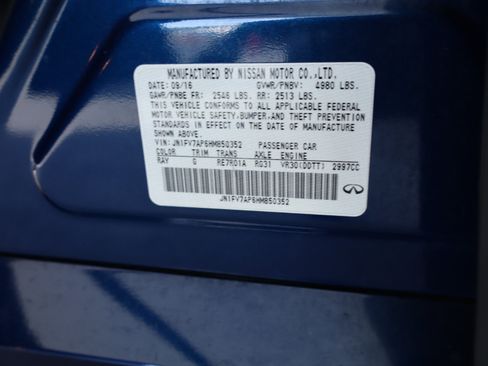 MANUFACTURED BY NISSAN MOTOR CO.,LTD.
DATE: 09/16 GVWR/PNBV: 4980 LBS.
GAWR/PNBE FR: 2546 LBS. RR: 2513 LBS.
THIS VEHICLE CONFORMS TO ALL APPLICABLE FEDERAL
MOTOR VEHICLE SAFETY,BUMPER,AND THEFT PREVENTION
STANDARDS IN EFFECT ON THE DATE OF MANUFACTURE
SHOWN ABOVE.
VIN: JN1FV7AP6HM850352 PASSENGER CAR
COLOR TRIM TRANS AXLE ENGINE
RAY G RE7R01A RG31 VR30(DDTT) 2997CC
JN1FV7AP6HM850352